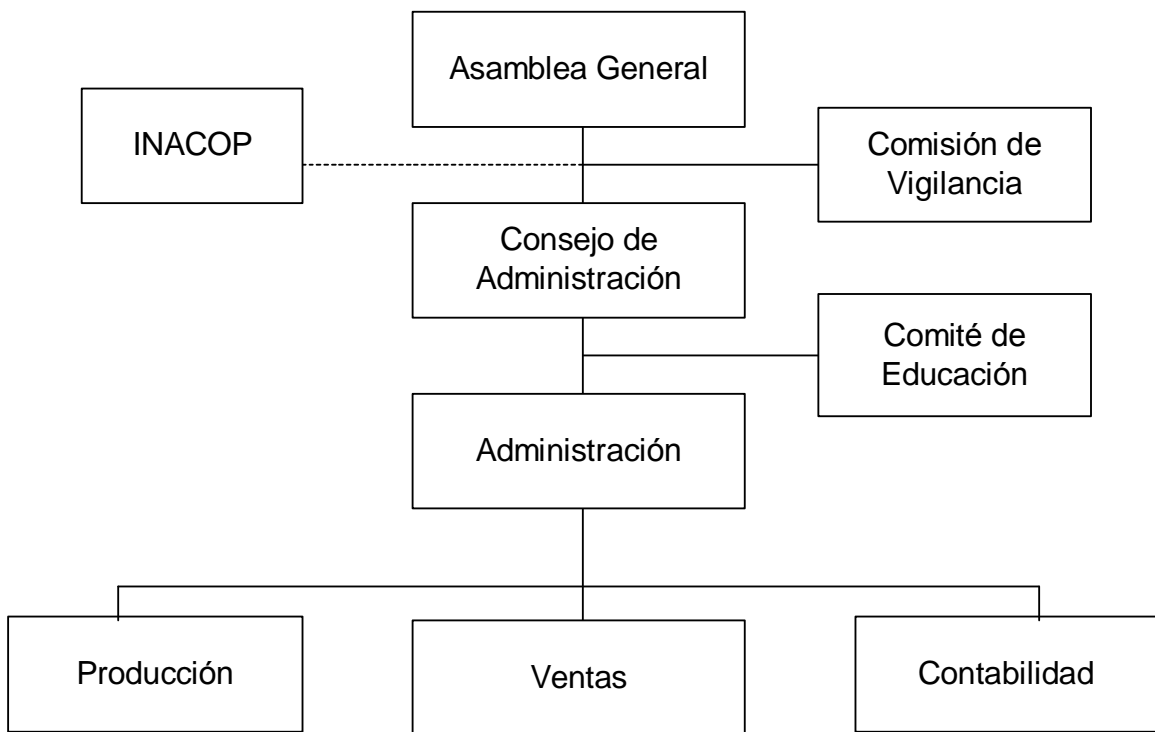 Asamblea General
INACOP
Comisión de
Vigilancia
Consejo de
Administración
Comité de
Educación
Administración
Producción
Ventas
Contabilidad